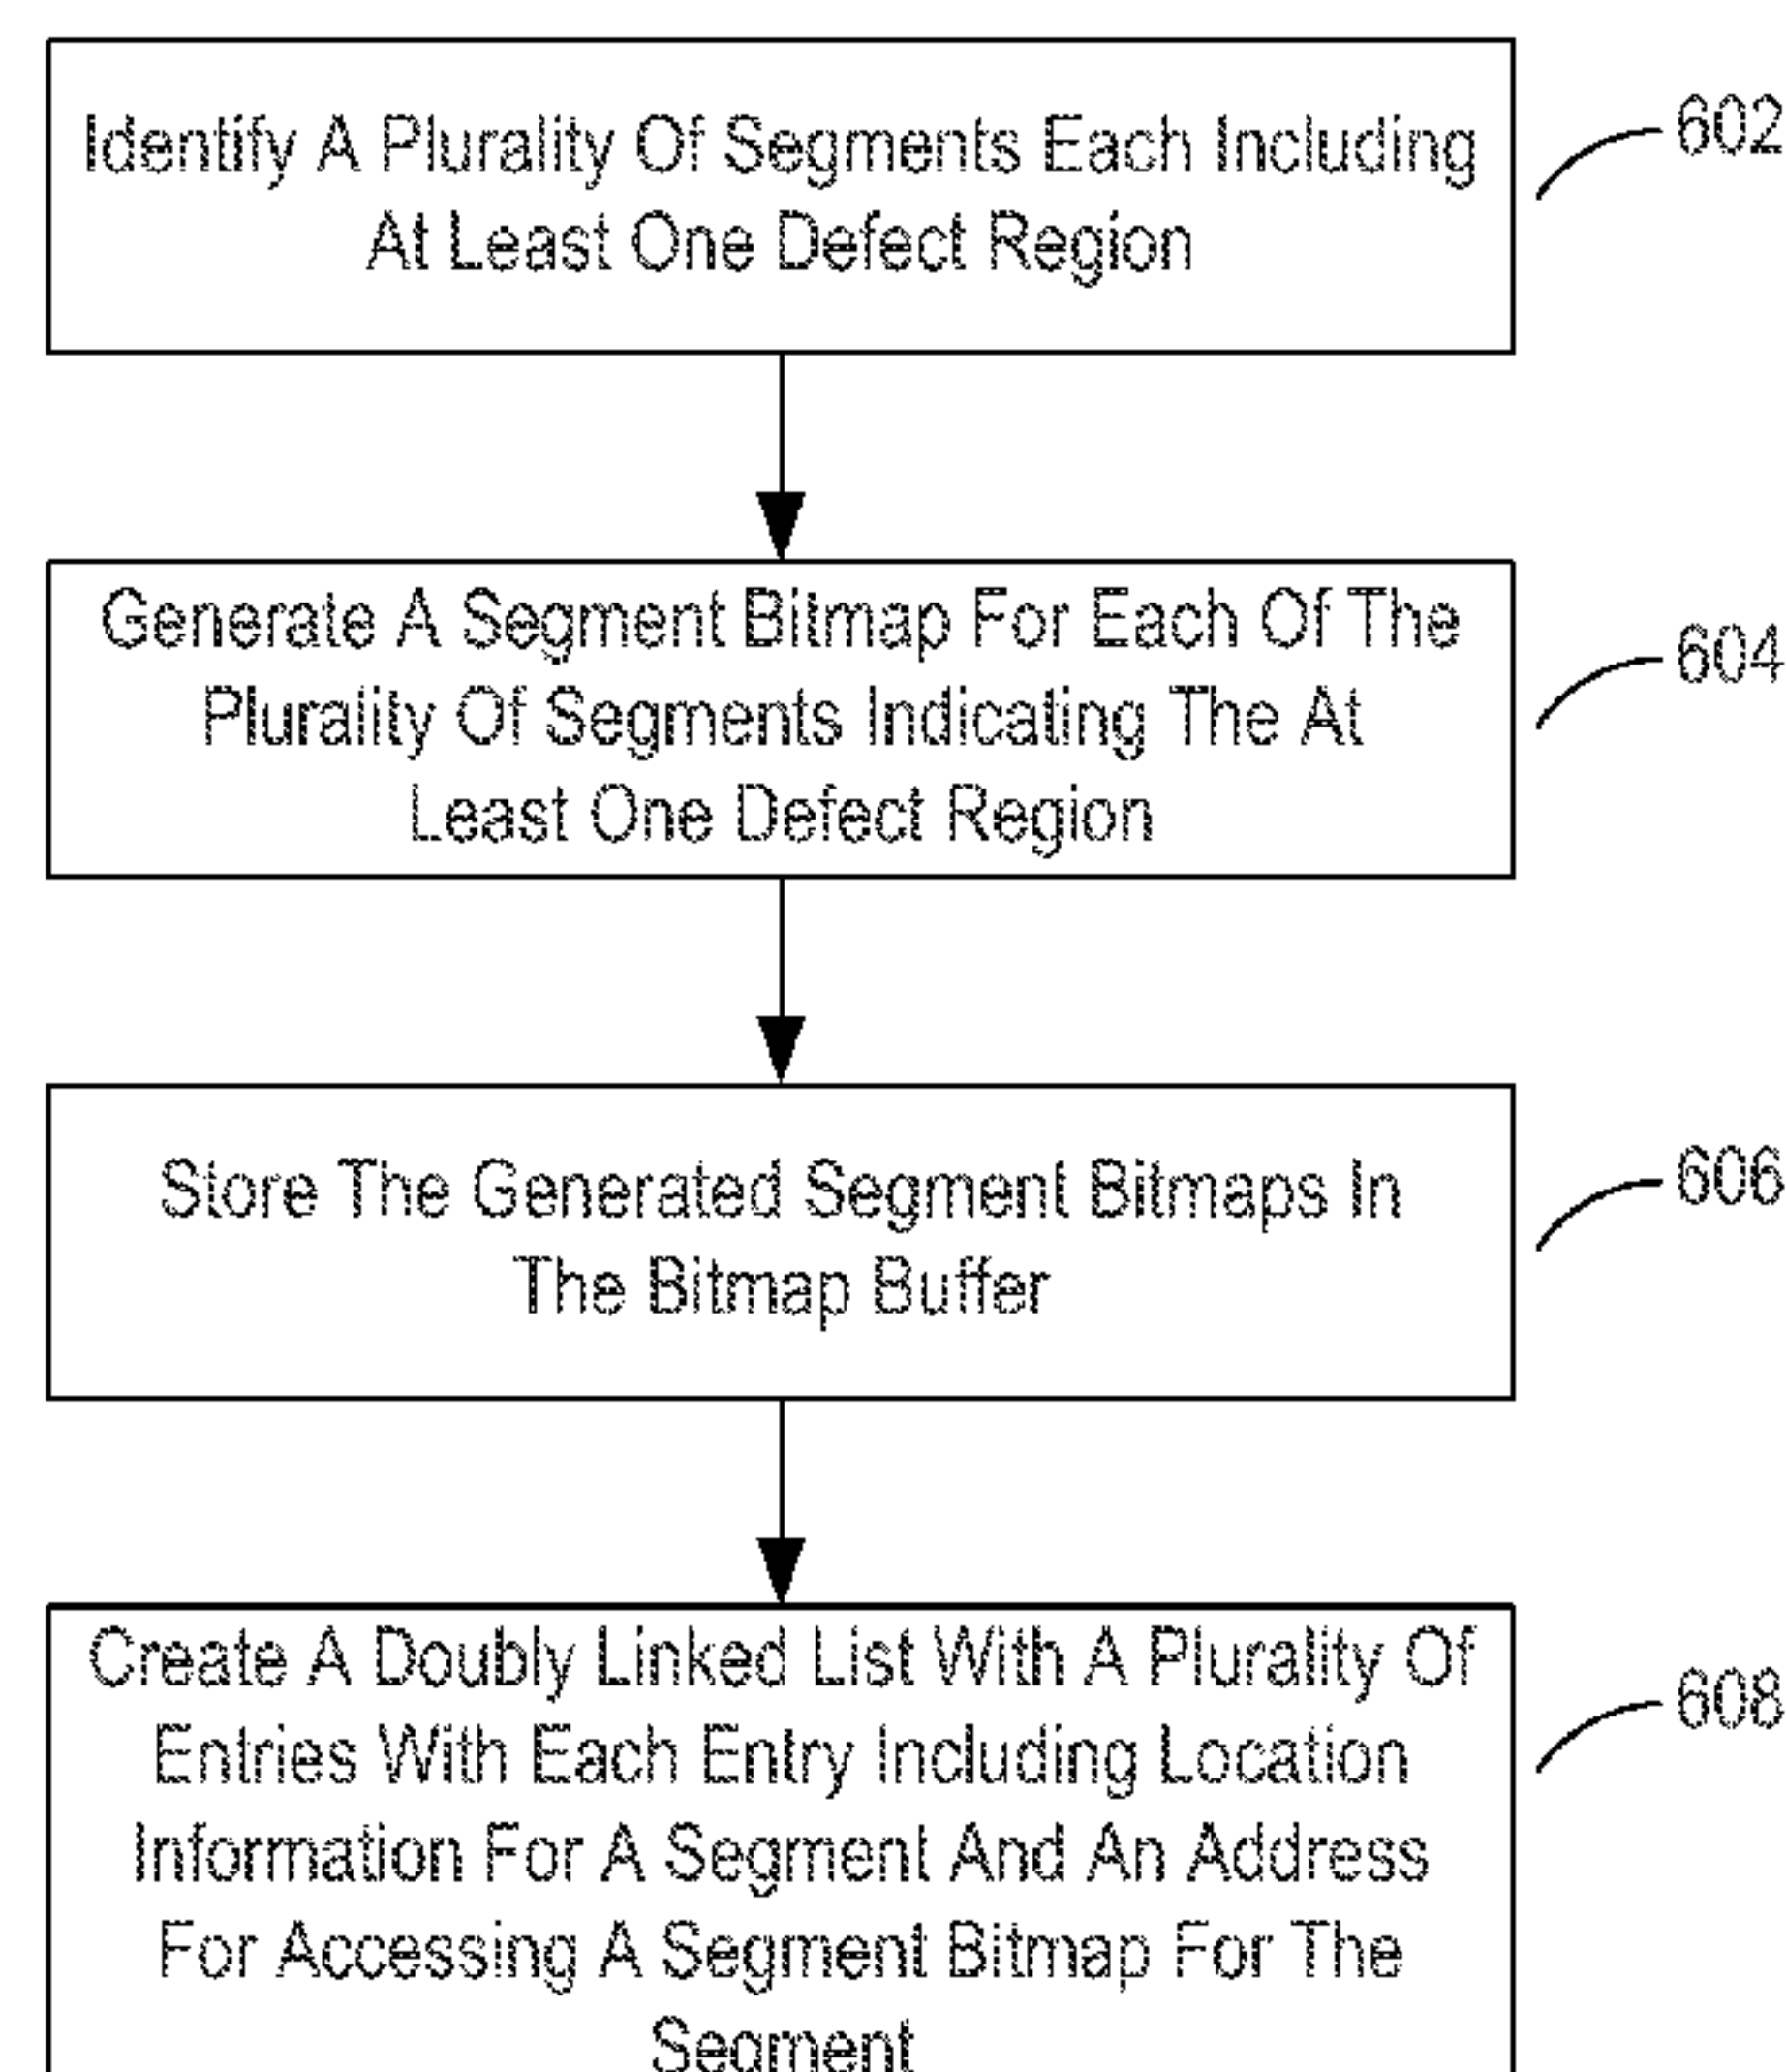 Identify A Plurality Of Segments Each Including
At Least One Defect Region
602
Generate A Segment Bitmap For Each Of The
Plurality Of Segments Indicating The At
Least One Defect Region
604
Store The Generated Segment Bitmaps In
The Bitmap Buffer
606
Create A Doubly Linked List With A Plurality Of
Entries With Each Entry Including Location
Information For A Segment And An Address
For Accessing A Segment Bitmap For The
Segment
608